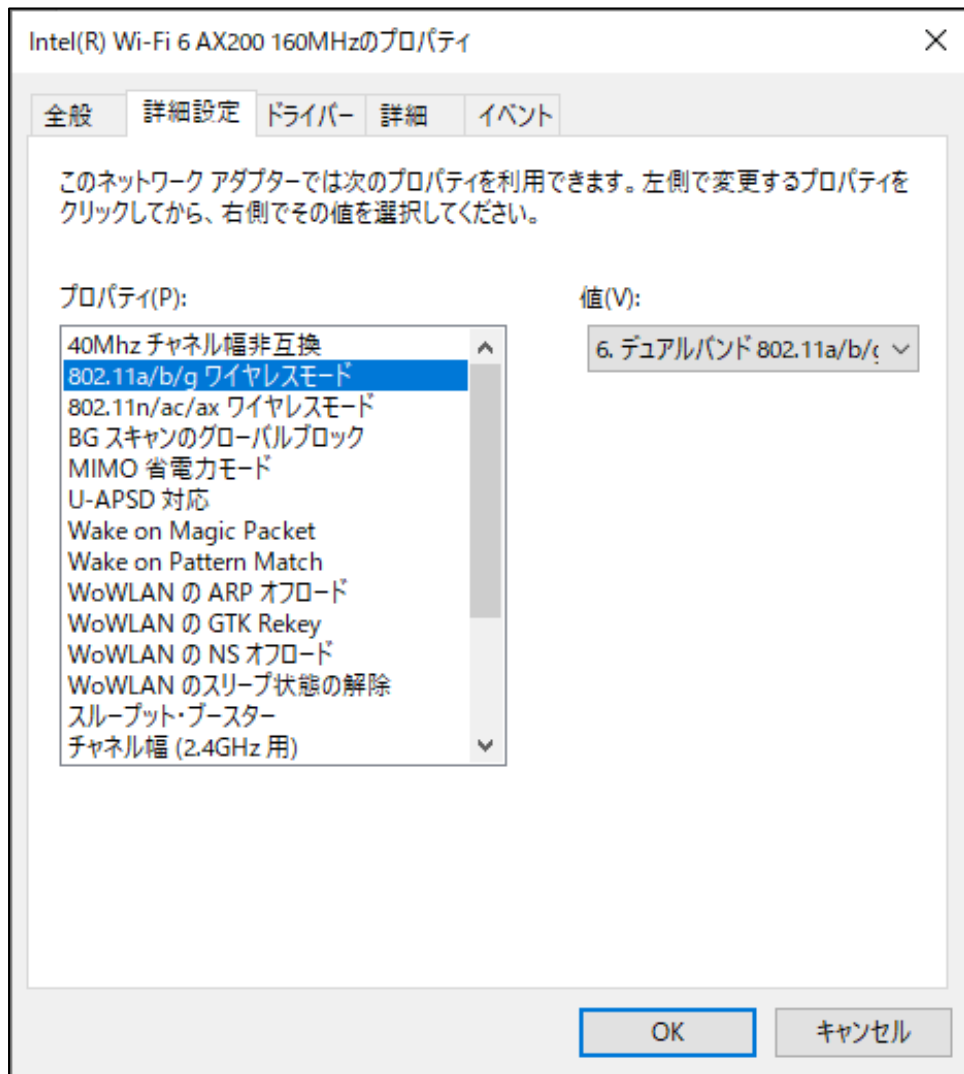 Intel(R) Wi-Fi 6 AX200 160MHzのプロパティ
全般 詳細設定 ドライバー 詳細 イベント
このネットワーク アダプターでは次のプロパティを利用できます。左側で変更するプロパティを
クリックしてから、右側でその値を選択してください。
プロパティ(P):
値(V):
40Mhz チャネル幅非互換
6. デュアルバンド 802.11a/b/g
802.11a/b/g ワイヤレスモード
802.11n/ac/ax ワイヤレスモード
BG スキャンのグローバルブロック
MIMO 省電力モード
U-APSD 対応
Wake on Magic Packet
Wake on Pattern Match
WoWLAN の ARP オフロード
WoWLAN の GTK Rekey
WoWLAN の NS オフロード
WoWLAN のスリープ状態の解除
スループット・ブースター
チャネル幅 (2.4GHz 用)
OK キャンセル